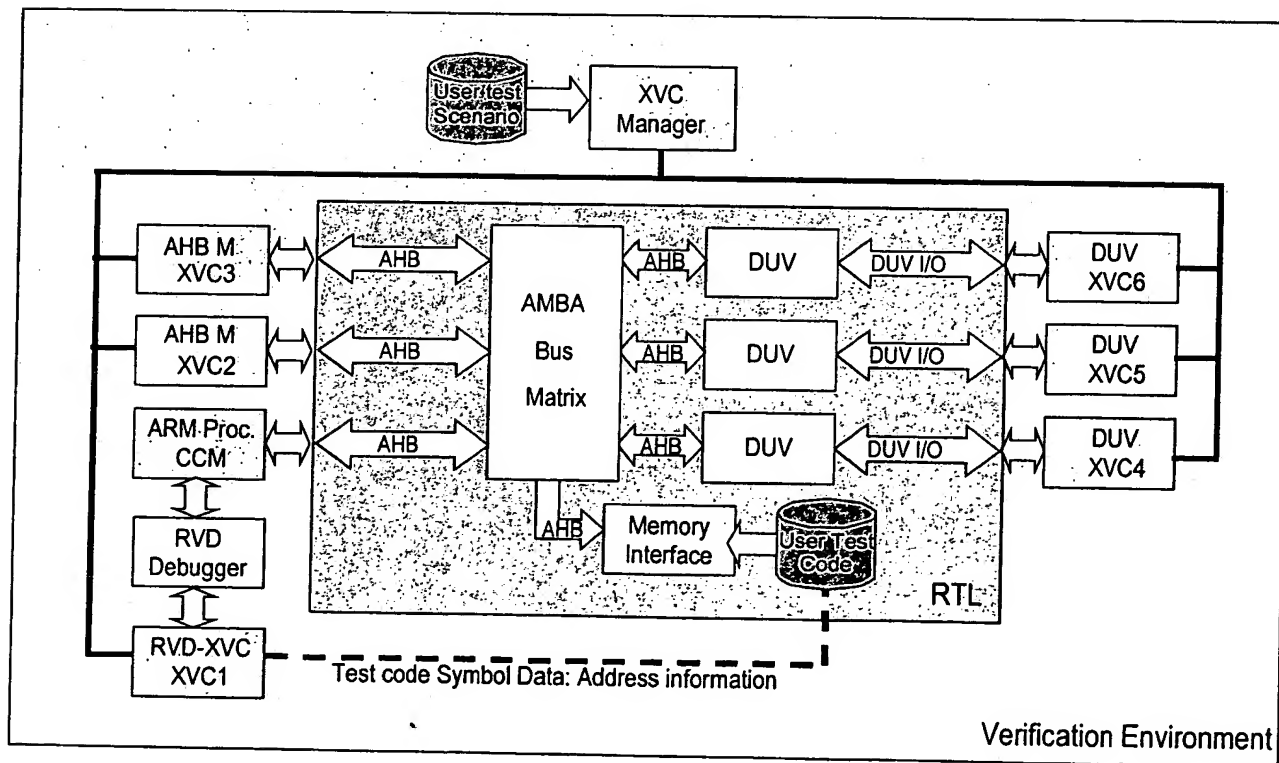 User test
Scenario
XVC
Manager
AHB M
XVC3
AHB
AMBA
Bus
Matrix
AHB
DUV
DUV I/O
DUV
XVC6
AHB M
XVC2
AHB
AHB
DUV
DUV I/O
DUV
XVC5
ARM Proc.
CCM
AHB
AHB
DUV
DUV I/O
DUV
XVC4
RVD
Debugger
AHB
Memory
Interface
User Test
Code
RTL
RVD-XVC
XVC1
Test code Symbol Data: Address information
Verification Environment